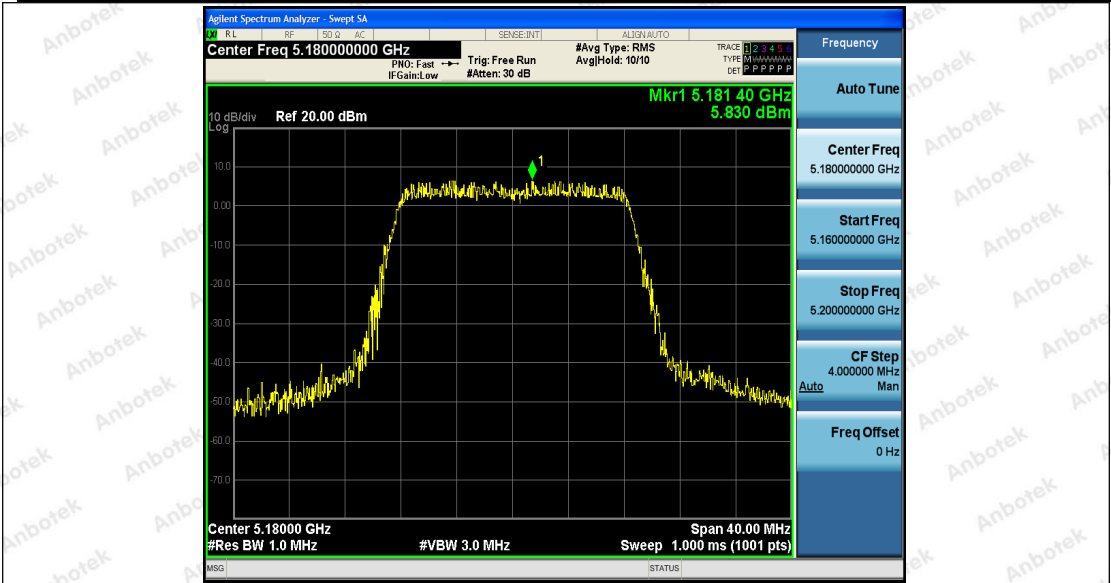 Agilent Spectrum Analyzer - Swept SA
LXI RL RF 50 Ω AC SENSE:INT ALIGN AUTO
Center Freq 5.180000000 GHz
PNO: Fast
IFGain:Low
Trig: Free Run
#Atten: 30 dB
#Avg Type: RMS
Avg|Hold: 10/10
TRACE 1 2 3 4 5 6
TYPE M
DET P P P P P P
Mkr1 5.181 40 GHz
5.830 dBm
10 dB/div
Log
Ref 20.00 dBm
1
10.0
0.00
-10.0
-20.0
-30.0
-40.0
-50.0
-60.0
-70.0
Center 5.18000 GHz
Span 40.00 MHz
#Res BW 1.0 MHz
#VBW 3.0 MHz
Sweep 1.000 ms (1001 pts)
MSG
STATUS
Frequency
Auto Tune
Center Freq
5.180000000 GHz
Start Freq
5.160000000 GHz
Stop Freq
5.200000000 GHz
CF Step
4.000000 MHz
Auto Man
Freq Offset
0 Hz
Anbotek